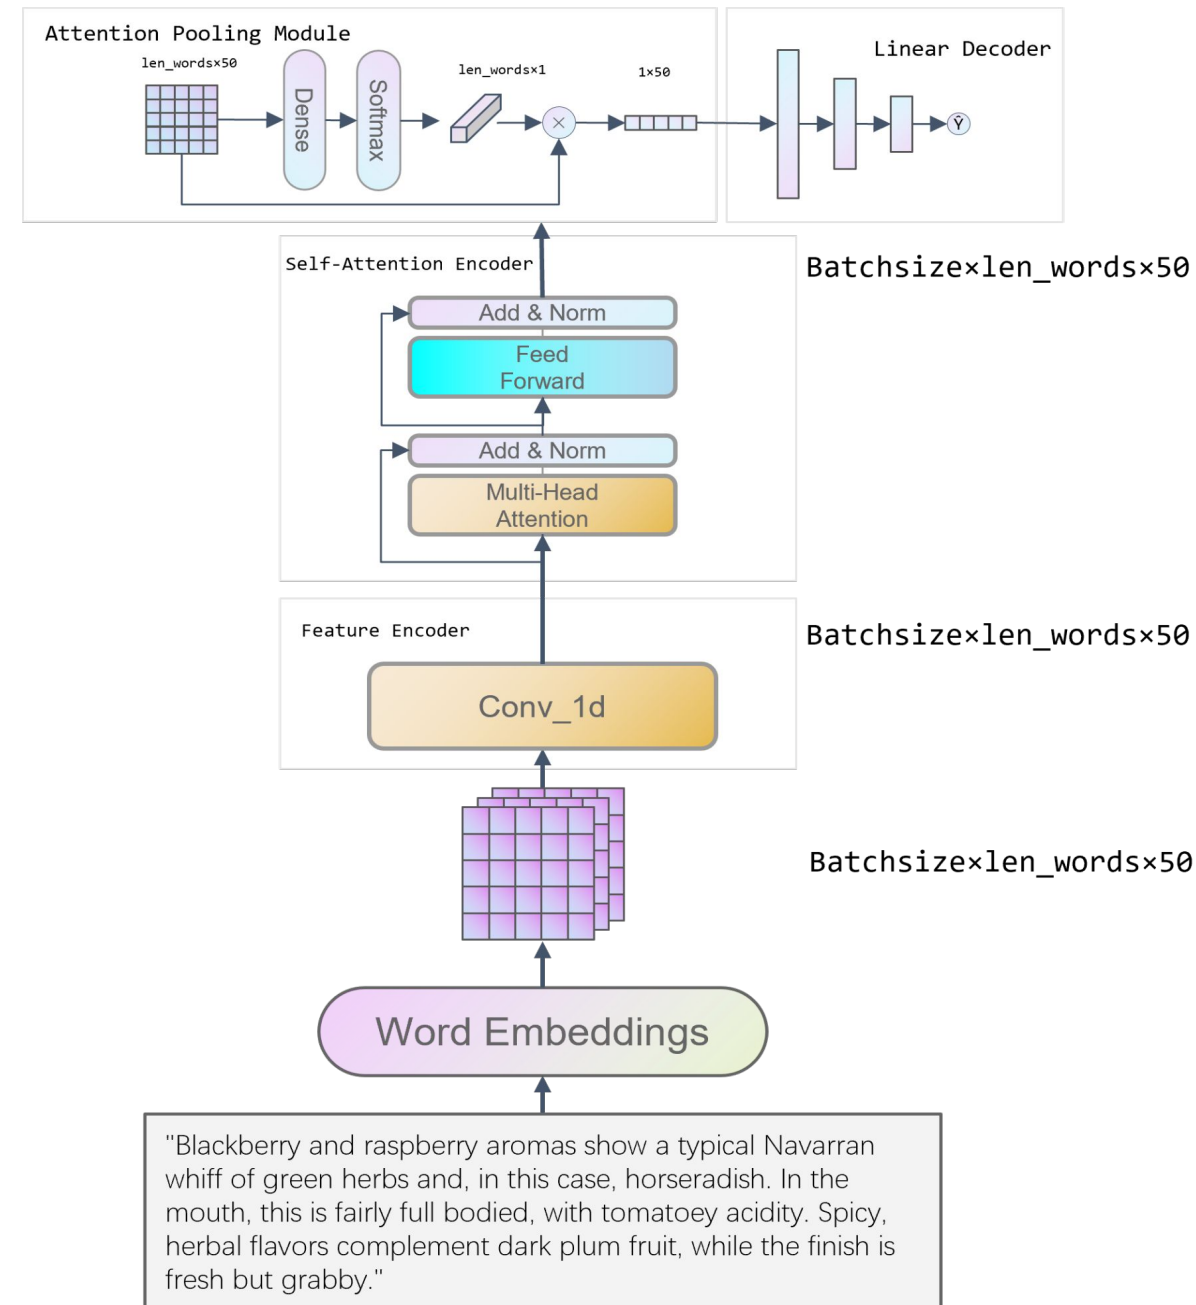 Attention Pooling Module
len_words×50
Dense
Softmax
len_words×1
×
1×50
Linear Decoder
Ŷ
Self-Attention Encoder
Batchsize×len_words×50
Add & Norm
Feed
Forward
Add & Norm
Multi-Head
Attention
Feature Encoder
Batchsize×len_words×50
Conv_1d
Batchsize×len_words×50
Word Embeddings
"Blackberry and raspberry aromas show a typical Navarran
whiff of green herbs and, in this case, horseradish. In the
mouth, this is fairly full bodied, with tomatoey acidity. Spicy,
herbal flavors complement dark plum fruit, while the finish is
fresh but grabby."